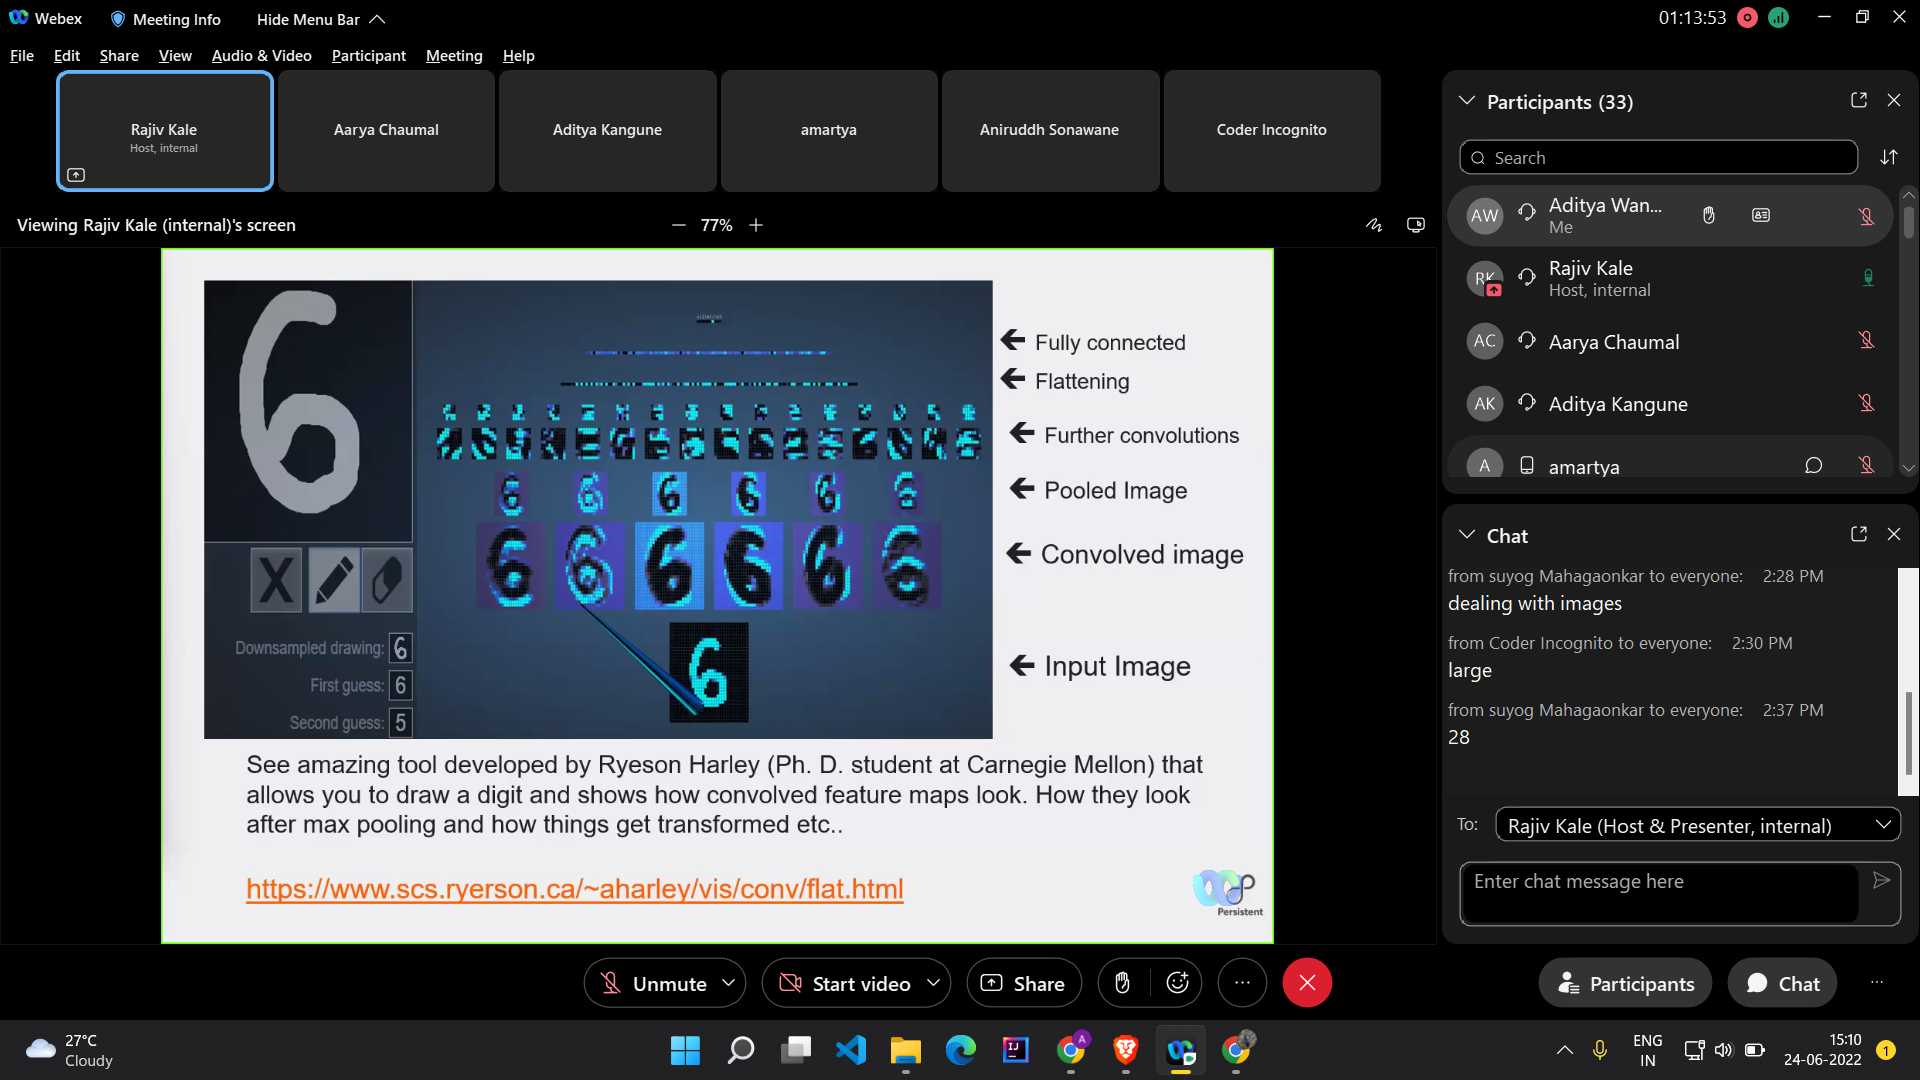 Webex
Meeting Info
Hide Menu Bar
01:13:53
File Edit Share View Audio & Video Participant Meeting Help
Rajiv Kale
Host, internal
Aarya Chaumal
Aditya Kangune
amartya
Aniruddh Sonawane
Coder Incognito
Viewing Rajiv Kale (internal)'s screen
77%
Fully connected
Flattening
Further convolutions
Pooled Image
Convolved image
Input Image
X
Downsampled drawing: 6
First guess: 6
Second guess: 5
See amazing tool developed by Ryeson Harley (Ph. D. student at Carnegie Mellon) that
allows you to draw a digit and shows how convolved feature maps look. How they look
after max pooling and how things get transformed etc..
https://www.scs.ryerson.ca/~aharley/vis/conv/flat.html
Persistent
Participants (33)
Search
AW Aditya Wan...
Me
RK Rajiv Kale
Host, internal
AC Aarya Chaumal
AK Aditya Kangune
A amartya
Chat
from suyog Mahagaonkar to everyone: 2:28 PM
dealing with images
from Coder Incognito to everyone: 2:30 PM
large
from suyog Mahagaonkar to everyone: 2:37 PM
28
To: Rajiv Kale (Host & Presenter, internal)
Enter chat message here
Unmute
Start video
Share
Participants
Chat
27°C
Cloudy
ENG
IN
15:10
24-06-2022
1